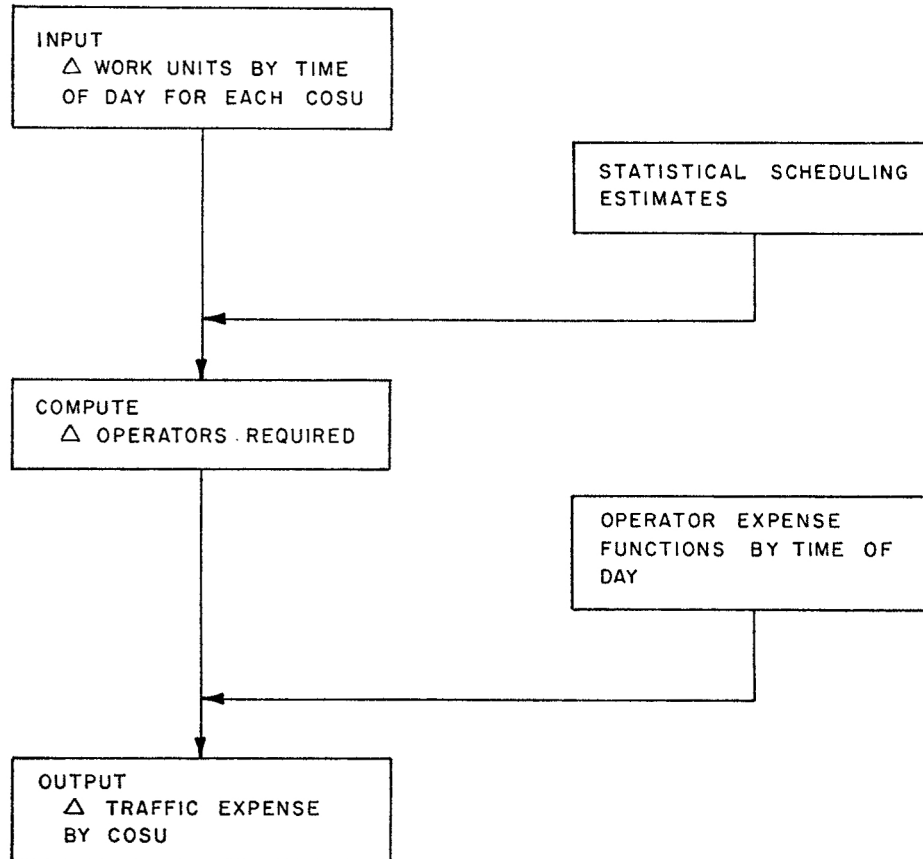 INPUT
△ WORK UNITS BY TIME
OF DAY FOR EACH COSU
STATISTICAL SCHEDULING
ESTIMATES
COMPUTE
△ OPERATORS REQUIRED
OPERATOR EXPENSE
FUNCTIONS BY TIME OF
DAY
OUTPUT
△ TRAFFIC EXPENSE
BY COSU